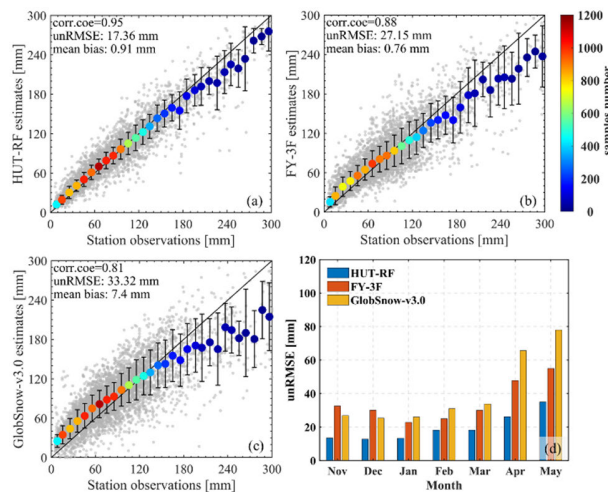 corr.coe=0.95
unRMSE: 17.36 mm
mean bias: 0.91 mm
300
240
180
120
60
0
HUT-RF estimates [mm]
(a)
0 60 120 180 240 300
Station observations [mm]
corr.coe=0.88
unRMSE: 27.15 mm
mean bias: 0.76 mm
300
240
180
120
60
0
FY-3F estimates [mm]
(b)
0 60 120 180 240 300
Station observations [mm]
1200
1000
800
600
400
200
0
samples number
corr.coe=0.81
unRMSE: 33.32 mm
mean bias: 7.4 mm
300
240
180
120
60
0
GlobSnow-v3.0 estimates [mm]
(c)
0 60 120 180 240 300
Station observations [mm]
120
100
80
60
40
20
0
unRMSE [mm]
HUT-RF
FY-3F
GlobSnow-v3.0
(d)
Nov Dec Jan Feb Mar Apr May
Month